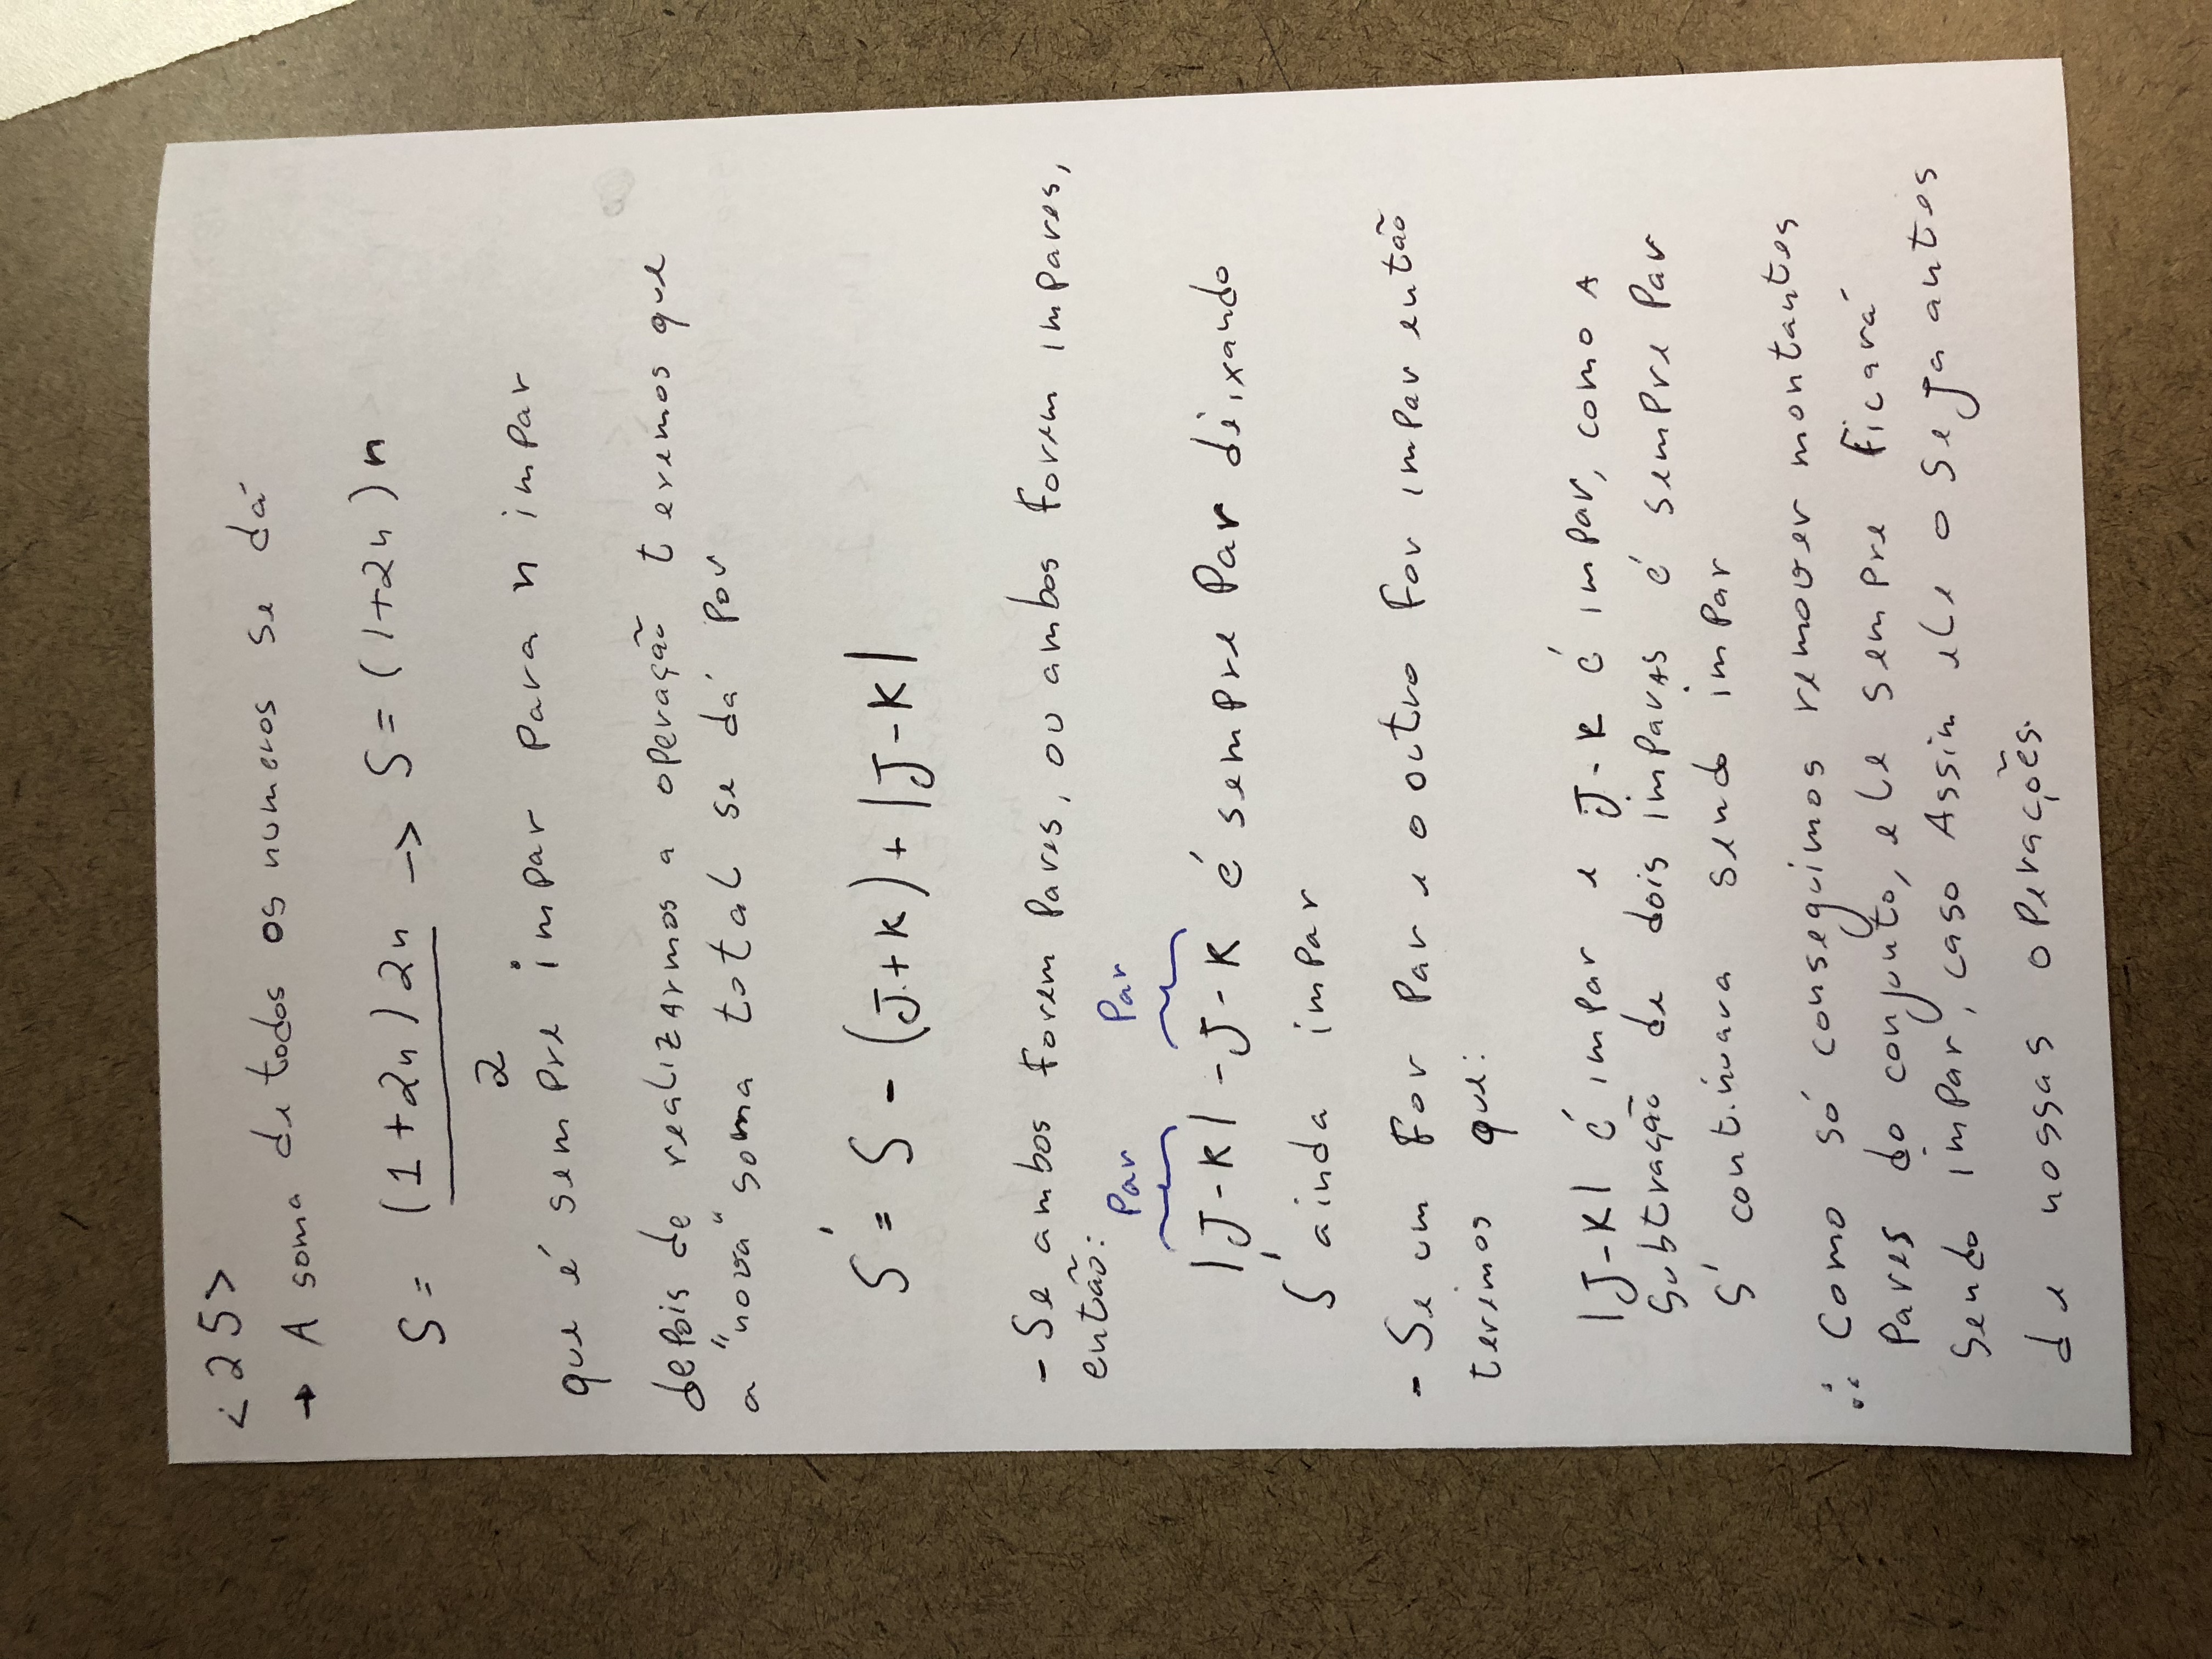 <25>
→ A soma de todos os numeros se dá
S = (1+2n)2n / 2 -> S = (1+2n)n
que é sempre impar para n impar
depois de realizarmos a operação teremos que
a "nova" soma total se dá por
S' = S - (J+K) + |J-K|
- Se ambos forem pares, ou ambos forem impares,
então:
Par Par
|J-K| - J - K é sempre Par deixando
S' ainda impar
- Se um for Par e o outro for impar então
teremos que:
|J-K| é impar e J-K é impar, como a
subtração de dois impares é sempre Par
S' continuara sendo impar
∴ Como só conseguimos remover montantes
pares do conjunto, ele sempre ficará
sendo impar, caso Assim ele o seja antes
de nossas operações.